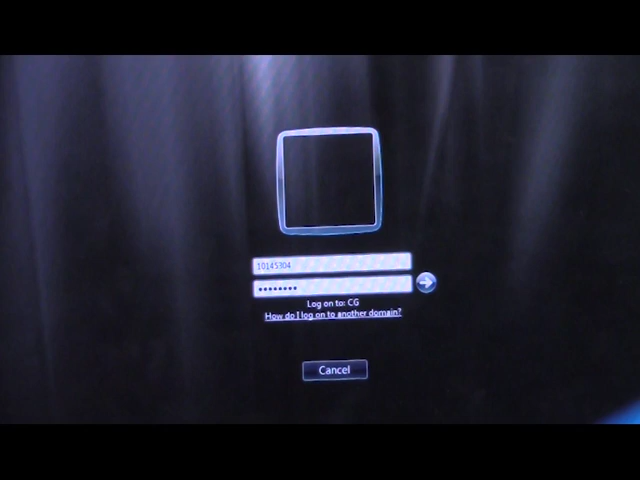 10145304
••••••••
Log on to: CG
How do I log on to another domain?
Cancel